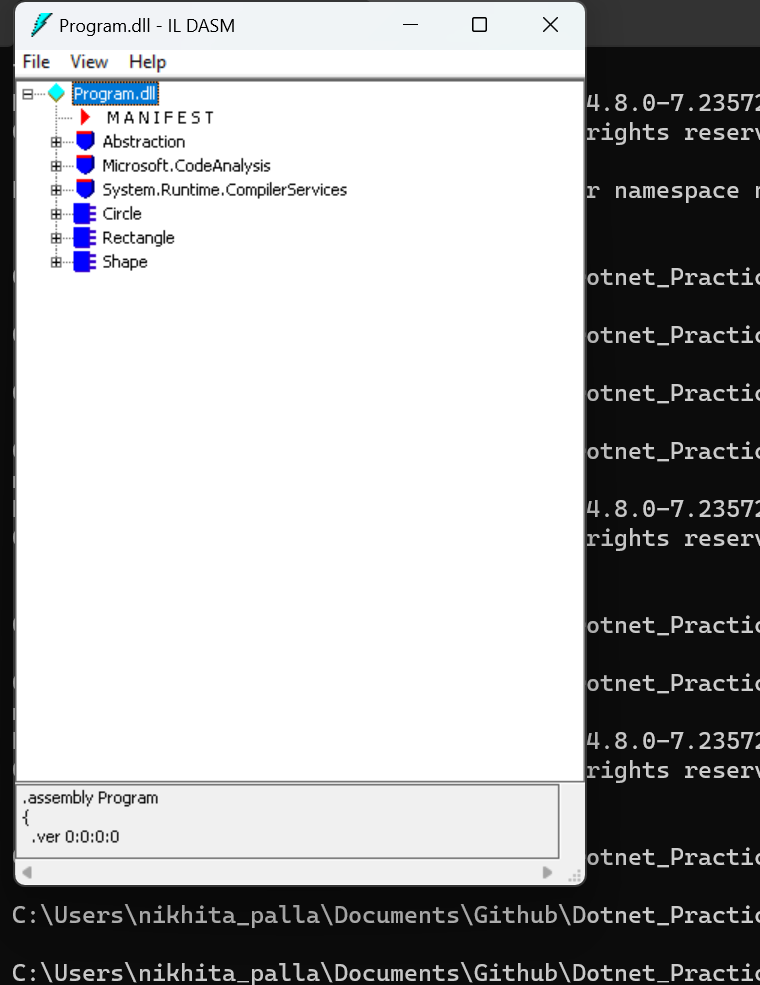 Program.dll - IL DASM
File View Help
Program.dll
M A N I F E S T
Abstraction
Microsoft.CodeAnalysis
System.Runtime.CompilerServices
Circle
Rectangle
Shape
.assembly Program
{
.ver 0:0:0:0
4.8.0-7.23572
rights reserv
r namespace
otnet_Practic
otnet_Practic
otnet_Practic
otnet_Practic
4.8.0-7.23572
rights reserv
otnet_Practic
otnet_Practic
4.8.0-7.23572
rights reserv
otnet_Practic
C:\Users\nikhita_palla\Documents\Github\Dotnet_Practic
C:\Users\nikhita_palla\Documents\Github\Dotnet_Practic